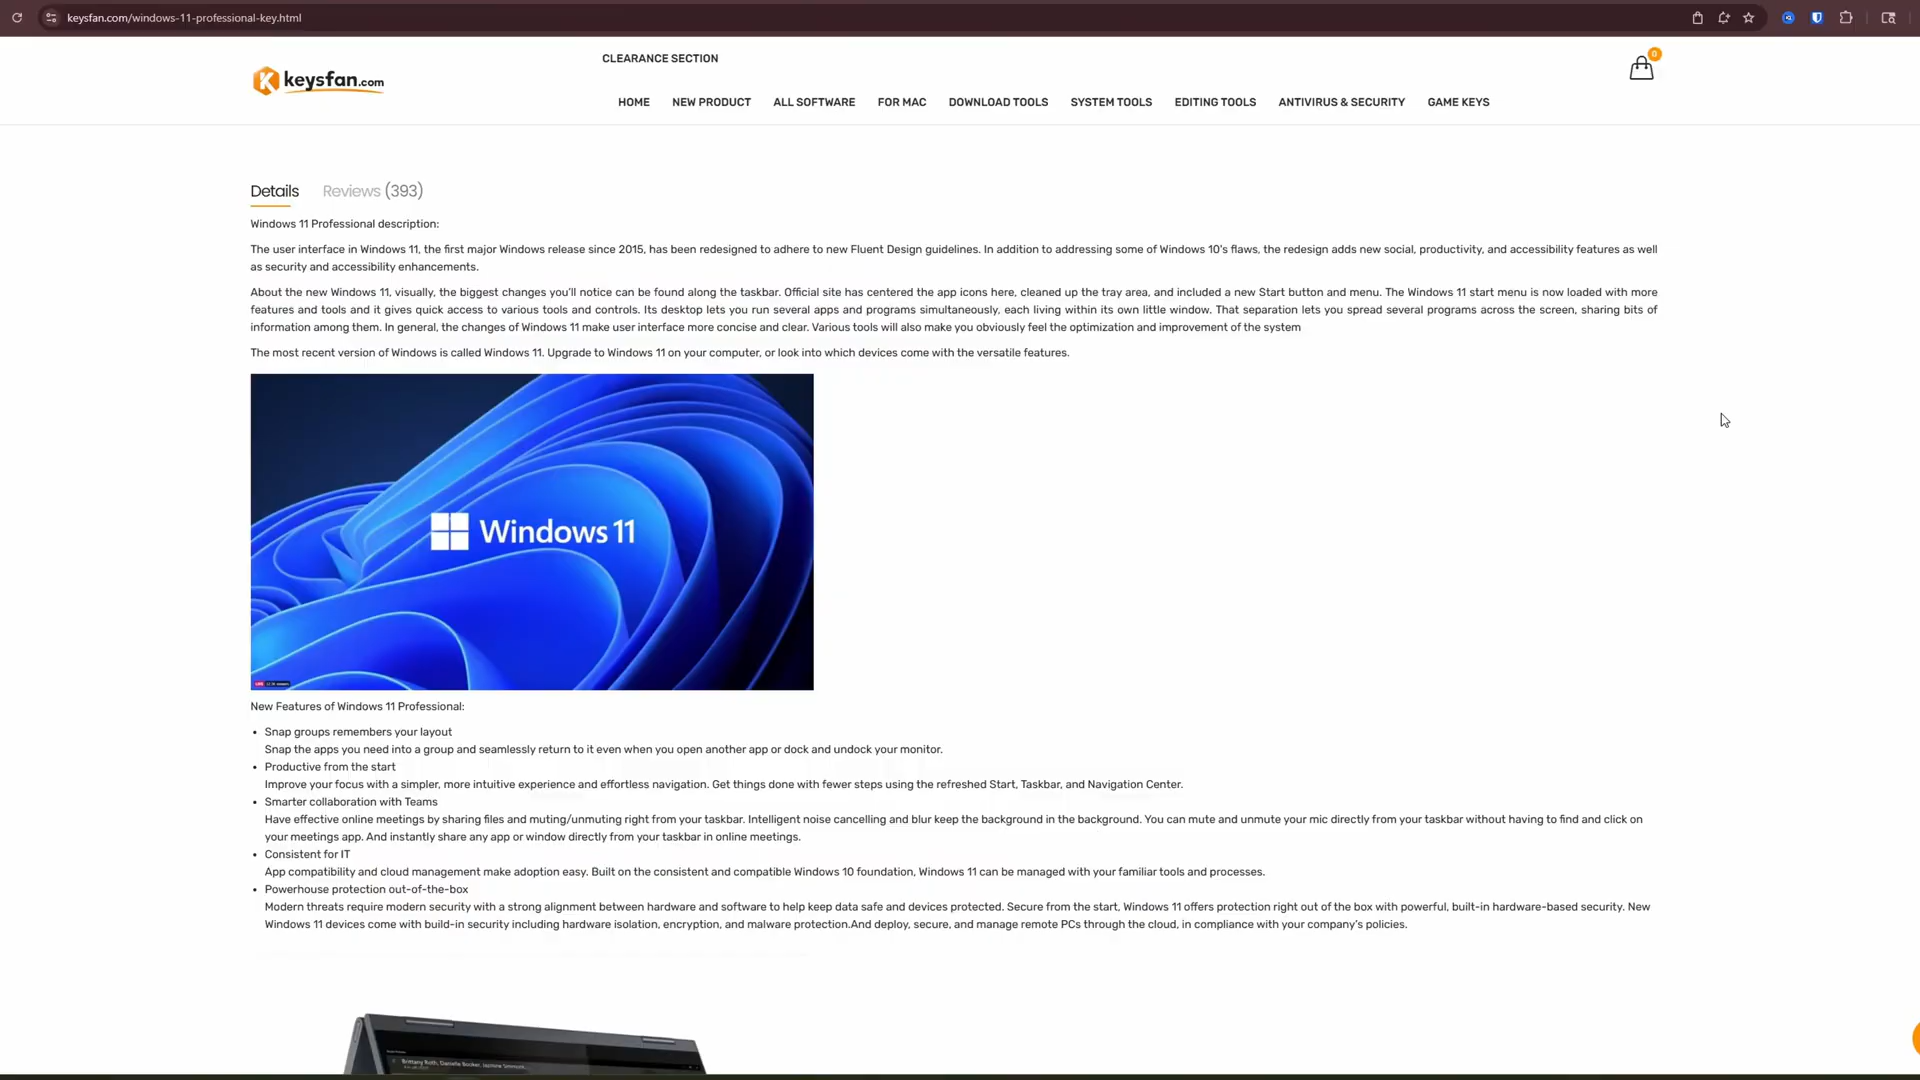 keysfan.com/windows-11-professional-key.html
CLEARANCE SECTION
0
keysfan.com
HOME NEW PRODUCT ALL SOFTWARE FOR MAC DOWNLOAD TOOLS SYSTEM TOOLS EDITING TOOLS ANTIVIRUS & SECURITY GAME KEYS
Details Reviews (393)
Windows 11 Professional description:
The user interface in Windows 11, the first major Windows release since 2015, has been redesigned to adhere to new Fluent Design guidelines. In addition to addressing some of Windows 10's flaws, the redesign adds new social, productivity, and accessibility features as well
as security and accessibility enhancements.
About the new Windows 11, visually, the biggest changes you'll notice can be found along the taskbar. Official site has centered the app icons here, cleaned up the tray area, and included a new Start button and menu. The Windows 11 start menu is now loaded with more
features and tools and it gives quick access to various tools and controls. Its desktop lets you run several apps and programs simultaneously, each living within its own little window. That separation lets you spread several programs across the screen, sharing bits of
information among them. In general, the changes of Windows 11 make user interface more concise and clear. Various tools will also make you obviously feel the optimization and improvement of the system
The most recent version of Windows is called Windows 11. Upgrade to Windows 11 on your computer, or look into which devices come with the versatile features.
Windows 11
LIVE
New Features of Windows 11 Professional:
• Snap groups remembers your layout
Snap the apps you need into a group and seamlessly return to it even when you open another app or dock and undock your monitor.
• Productive from the start
Improve your focus with a simpler, more intuitive experience and effortless navigation. Get things done with fewer steps using the refreshed Start, Taskbar, and Navigation Center.
• Smarter collaboration with Teams
Have effective online meetings by sharing files and muting/unmuting right from your taskbar. Intelligent noise cancelling and blur keep the background in the background. You can mute and unmute your mic directly from your taskbar without having to find and click on
your meetings app. And instantly share any app or window directly from your taskbar in online meetings.
• Consistent for IT
App compatibility and cloud management make adoption easy. Built on the consistent and compatible Windows 10 foundation, Windows 11 can be managed with your familiar tools and processes.
• Powerhouse protection out-of-the-box
Modern threats require modern security with a strong alignment between hardware and software to help keep data safe and devices protected. Secure from the start, Windows 11 offers protection right out of the box with powerful, built-in hardware-based security. New
Windows 11 devices come with build-in security including hardware isolation, encryption, and malware protection.And deploy, secure, and manage remote PCs through the cloud, in compliance with your company's policies.
Brittany Roth, Danielle Booker, Jazmine Simmons...